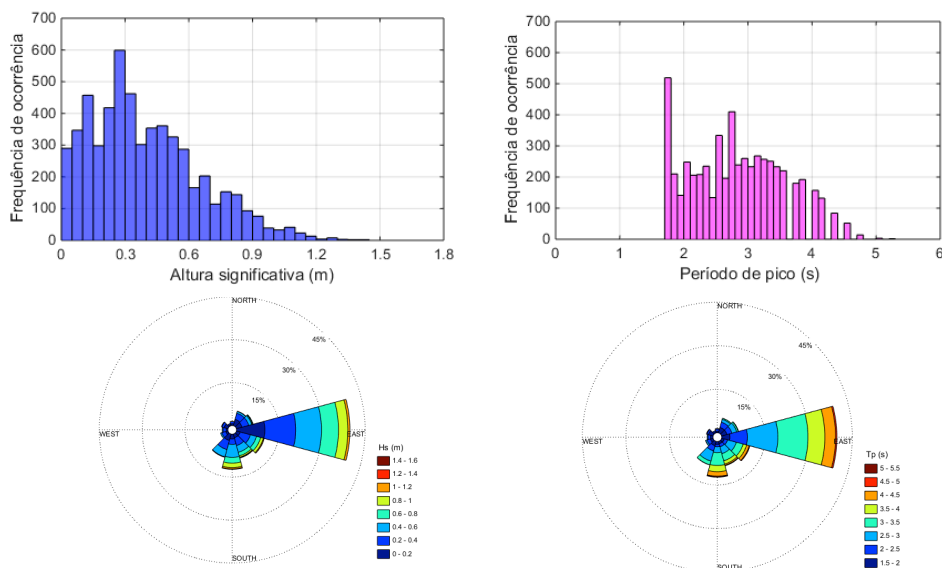 Frequência de ocorrência
700
600
500
400
300
200
100
0
0
0.3
0.6
0.9
1.2
1.5
1.8
Altura significativa (m)
Frequência de ocorrência
700
600
500
400
300
200
100
0
0
1
2
3
4
5
6
Período de pico (s)
NORTH
45%
30%
15%
WEST
EAST
SOUTH
Hs (m)
1.4 - 1.6
1.2 - 1.4
1 - 1.2
0.8 - 1
0.6 - 0.8
0.4 - 0.6
0.2 - 0.4
0 - 0.2
NORTH
45%
30%
15%
WEST
EAST
SOUTH
Tp (s)
5 - 5.5
4.5 - 5
4 - 4.5
3.5 - 4
3 - 3.5
2.5 - 3
2 - 2.5
1.5 - 2